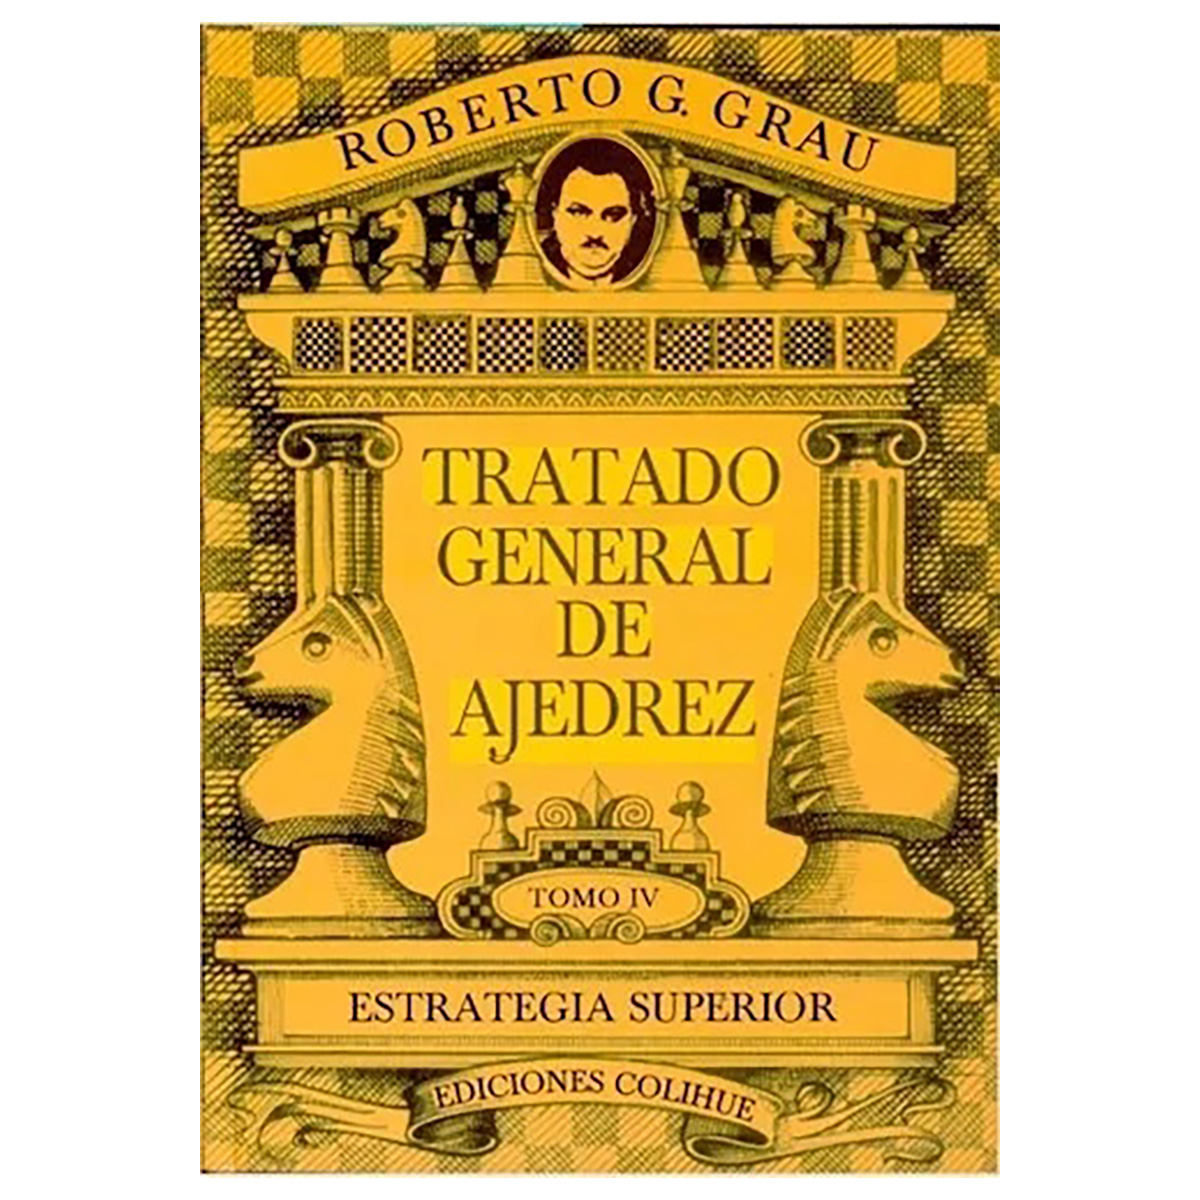 ROBERTO G. GRAU
TRATADO
GENERAL
DE
AJEDREZ
TOMO IV
ESTRATEGIA SUPERIOR
EDICIONES COLIHUE